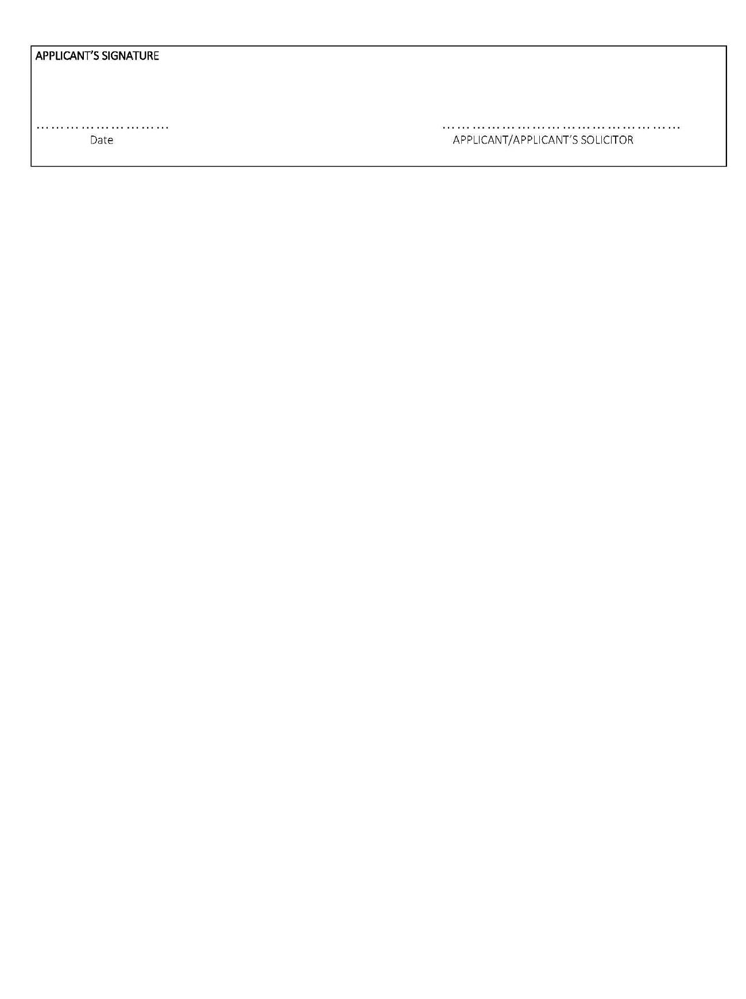 APPLICANT’S SIGNATURE
……………………… ……………………………………………
Date APPLICANT/APPLICANT’S SOLICITOR